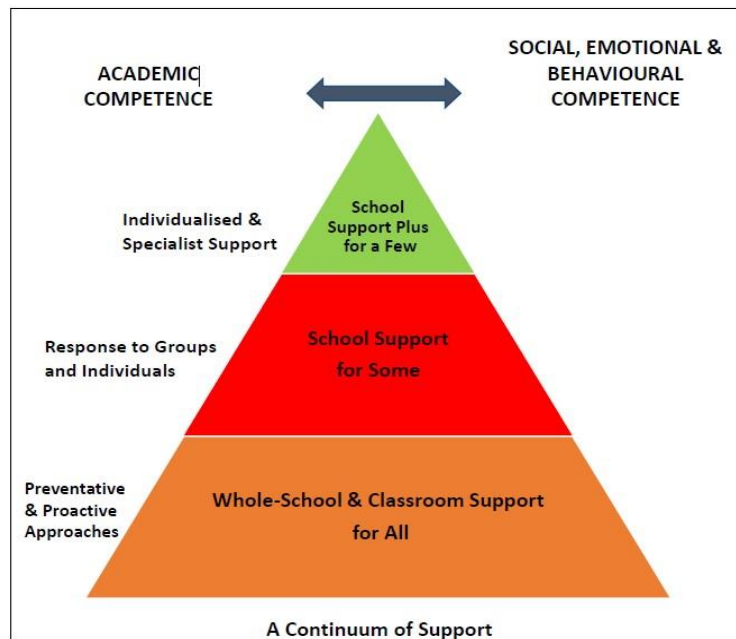 ACADEMIC
COMPETENCE
SOCIAL, EMOTIONAL &
BEHAVIOURAL
COMPETENCE
Individualised &
Specialist Support
School
Support Plus
for a Few
Response to Groups
and Individuals
School Support
for Some
Preventative
& Proactive
Approaches
Whole-School & Classroom Support
for All
A Continuum of Support